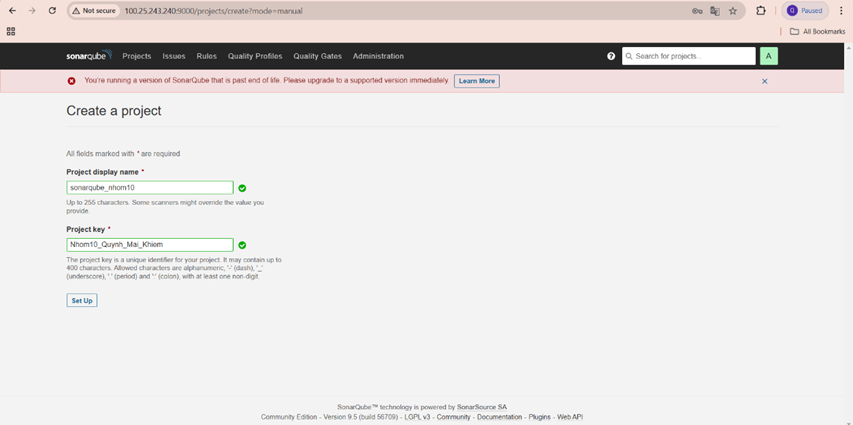 Not secure 100.25.243.240:9000/projects/create?mode=manual
Q Paused
All Bookmarks
sonarqube Projects Issues Rules Quality Profiles Quality Gates Administration
Search for projects...
A
You're running a version of SonarQube that is past end of life. Please upgrade to a supported version immediately. Learn More
Create a project
All fields marked with * are required
Project display name *
sonarqube_nhom10
Up to 255 characters. Some scanners might override the value you
provide.
Project key *
Nhom10_Quynh_Mai_Khiem
The project key is a unique identifier for your project. It may contain up to
400 characters. Allowed characters are alphanumeric, '-' (dash), '_'
(underscore), '.' (period) and ':' (colon), with at least one non-digit.
Set Up
SonarQube™ technology is powered by SonarSource SA
Community Edition - Version 9.5 (build 56709) - LGPL v3 - Community - Documentation - Plugins - Web API